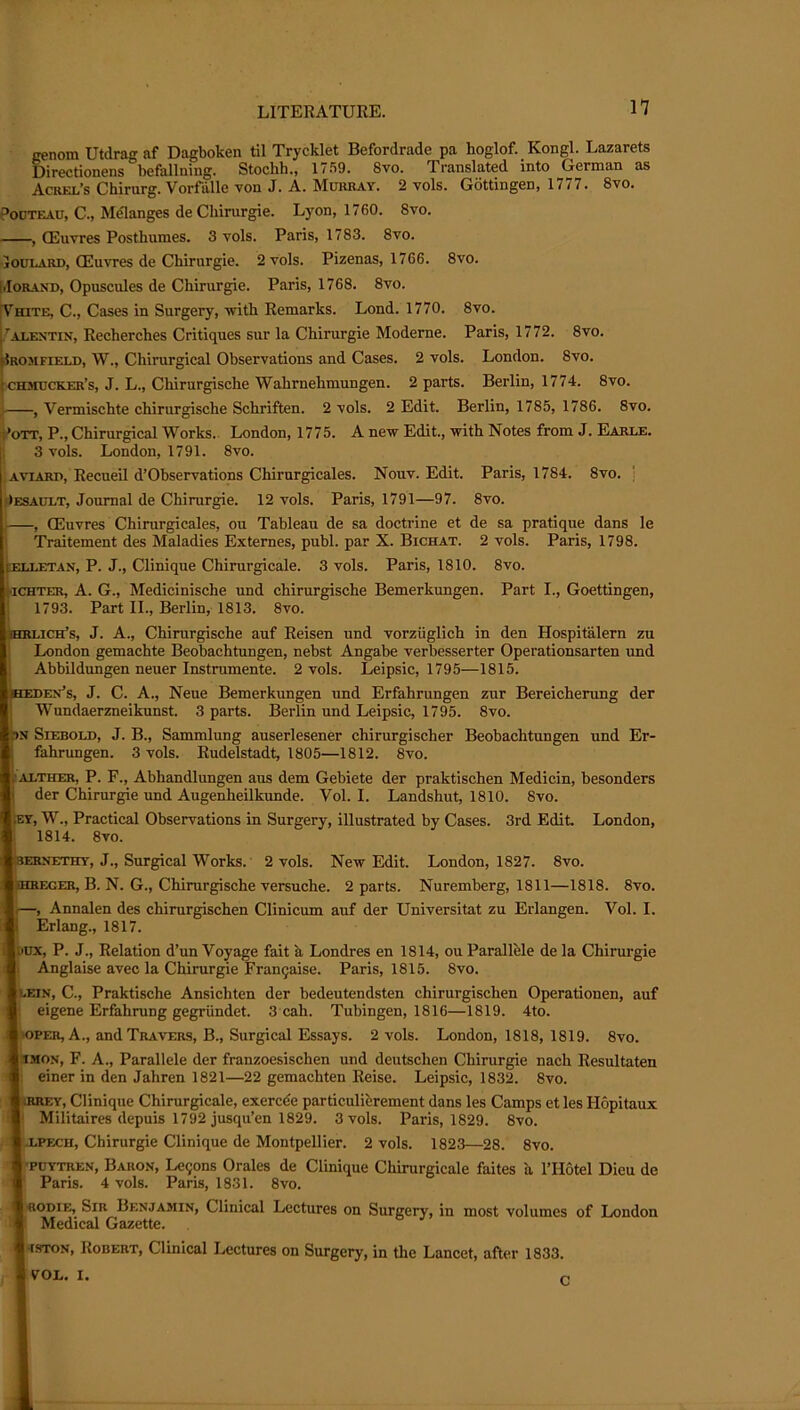 LITERATURE. 17
genom Utdrag af Dagboken til Trycklet Befordrade pa hoglof. Kongl. Lazarets
Directionens befallning. Stochh., 1759. 8vo. Translated into German as
Acrel's Chirurg. Vorfälle von J. A. Murray. 2 vols. Göttingen, 1777. 8vo.
Pouteau, C., Mélanges de Chirurgie. Lyon, 1760. 8vo.
——, Œuvres Posthumes. 3 vols. Paris, 1783. 8vo.
Goulard, Œuvres de Chirurgie. 2 vols. Pizenas, 1766. 8vo.
Morand, Opuscules de Chirurgie. Paris, 1768. 8vo.
White, C., Cases in Surgery, with Remarks. Lond. 1770. 8vo.
Valentin, Recherches Critiques sur la Chirurgie Moderne. Paris, 1772. 8vo.
Bromfield, W., Chirurgical Observations and Cases. 2 vols. London. 8vo.
chmucker's, J. L., Chirurgische Wahrnehmungen. 2 parts. Berlin, 1774. 8vo.
——, Vermischte chirurgische Schriften. 2 vols. 2 Edit. Berlin, 1785, 1786. 8vo.
Pott, P., Chirurgical Works. London, 1775. A new Edit., with Notes from J. Earle.
3 vols. London, 1791. 8vo.
aviard, Recueil d'Observations Chirurgicales. Nouv. Edit. Paris, 1784. 8vo.
Desault, Journal de Chirurgie. 12 vols. Paris, 1791—97. 8vo.
——, Œuvres Chirurgicales, ou Tableau de sa doctrine et de sa pratique dans le
Traitement des Maladies Externes, publ. par X. Bichat. 2 vols. Paris, 1798.
elletan, P. J., Clinique Chirurgicale. 3 vols. Paris, 1810. 8vo.
ichter, A. G., Medicinische und chirurgische Bemerkungen. Part I., Goettingen,
1793. Part II., Berlin, 1813. 8vo.
hrlich's, J. A., Chirurgische auf Reisen und vorzüglich in den Hospitälern zu
London gemachte Beobachtungen, nebst Angabe verbesserter Operationsarten und
Abbildungen neuer Instrumente. 2 vols. Leipsic, 1795—1815.
heden's, J. C. A., Neue Bemerkungen und Erfahrungen zur Bereicherung der
Wundaerzneikunst. 3 parts. Berlin und Leipsic, 1795. 8vo.
on Siebold, J. B., Sammlung auserlesener chirurgischer Beobachtungen und Er-
fahrungen. 3 vols. Rudelstadt, 1805—1812. 8vo.
alther, P. F., Abhandlungen aus dem Gebiete der praktischen Medicin, besonders
der Chirurgie und Augenheilkunde. Vol. I. Landshut, 1810. 8vo.
ey, W., Practical Observations in Surgery, illustrated by Cases. 3rd Edit. London,
1814. 8vo.
bernethy, J., Surgical Works. 2 vols. New Edit. London, 1827. 8vo.
hreger, B. N. G., Chirurgische versuche. 2 parts. Nuremberg, 1811—1818. 8vo.
—, Annalen des chirurgischen Clinicum auf der Universitat zu Erlangen. Vol. I.
Erlang., 1817.
oux, P. J., Relation d'un Voyage fait à Londres en 1814, ou Parallèle de la Chirurgie
Anglaise avec la Chirurgie Française. Paris, 1815. 8vo.
lein, C., Praktische Ansichten der bedeutendsten chirurgischen Operationen, auf
eigene Erfahrung gegründet. 3 cah. Tubingen, 1816—1819. 4to.
ooper, A., and Travers, B., Surgical Essays. 2 vols. London, 1818, 1819. 8vo.
imon, F. A., Parallele der franzoesischen und deutschen Chirurgie nach Resultaten
einer in den Jahren 1821—22 gemachten Reise. Leipsic, 1832. 8vo.
arrey, Clinique Chirurgicale, exercée particulièrement dans les Camps et les Hôpitaux
Militaires depuis 1792 jusqu'en 1829. 3 vols. Paris, 1829. 8vo.
lpech, Chirurgie Clinique de Montpellier. 2 vols. 1823—28. 8vo.
puytren, Baron, Leçons Orales de Clinique Chirurgicale faites à l'Hôtel Dieu de
Paris. 4 vols. Paris, 1831. 8vo.
rodie, Sir Benjamin, Clinical Lectures on Surgery, in most volumes of London
Medical Gazette.
iston, Robert, Clinical Lectures on Surgery, in the Lancet, after 1833.
VOL. I. C